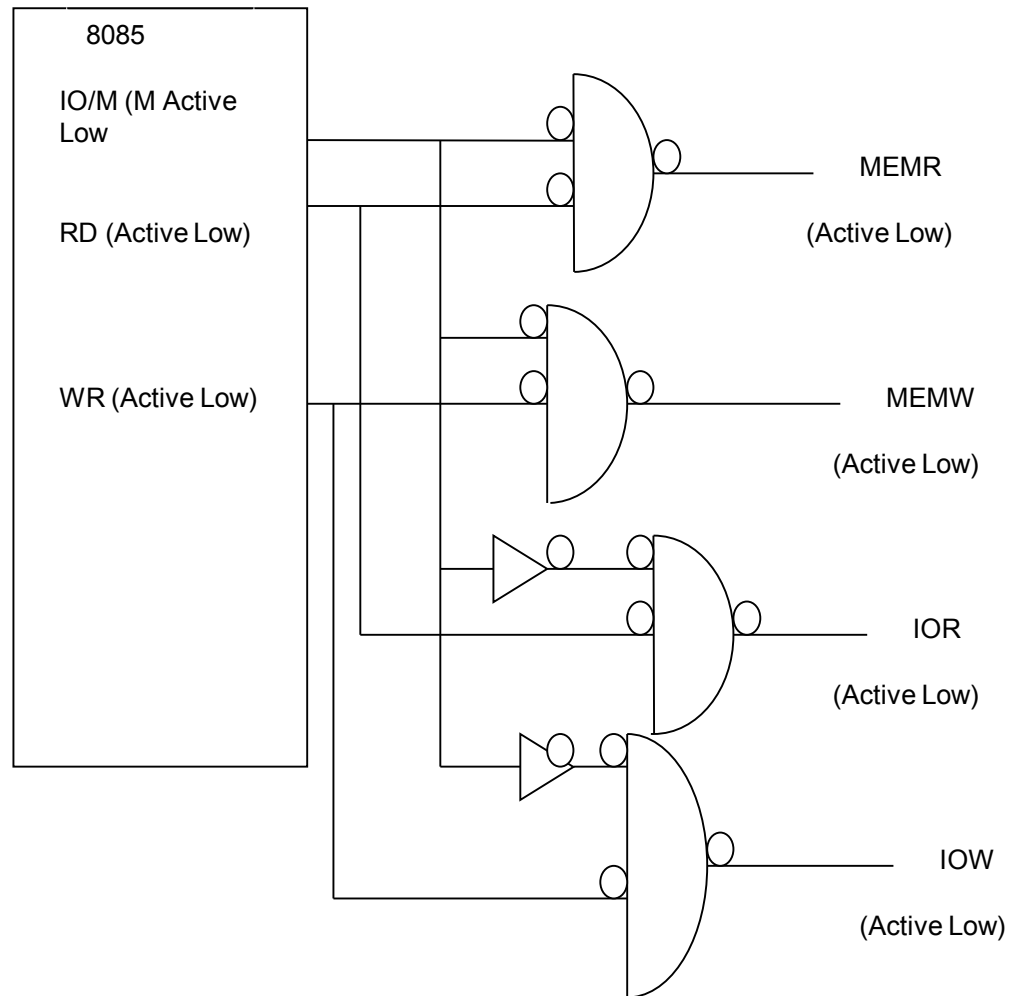 8085
IO/M (M Active
Low
RD (Active Low)
WR (Active Low)
MEMR
(Active Low)
MEMW
(Active Low)
IOR
(Active Low)
IOW
(Active Low)